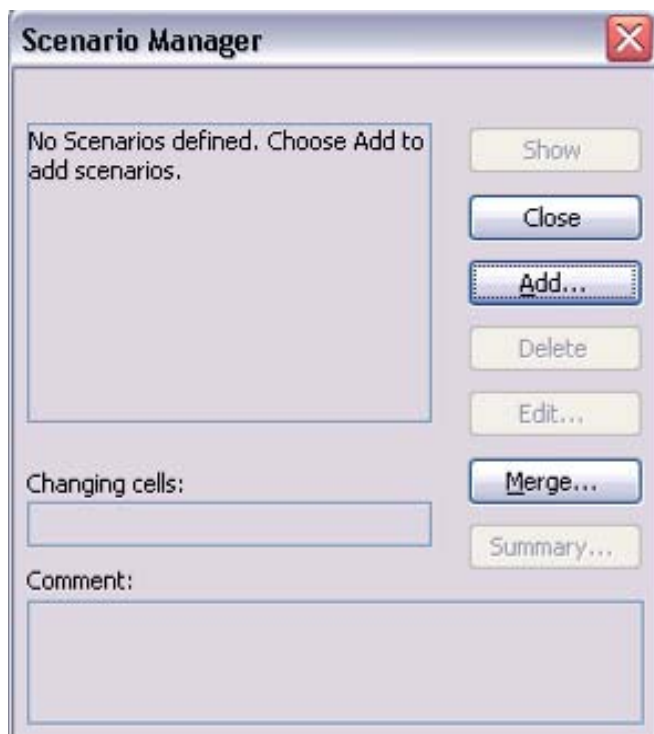 Scenario Manager
No Scenarios defined. Choose Add to
add scenarios.
Show
Close
Add...
Delete
Edit...
Changing cells:
Merge...
Summary...
Comment: